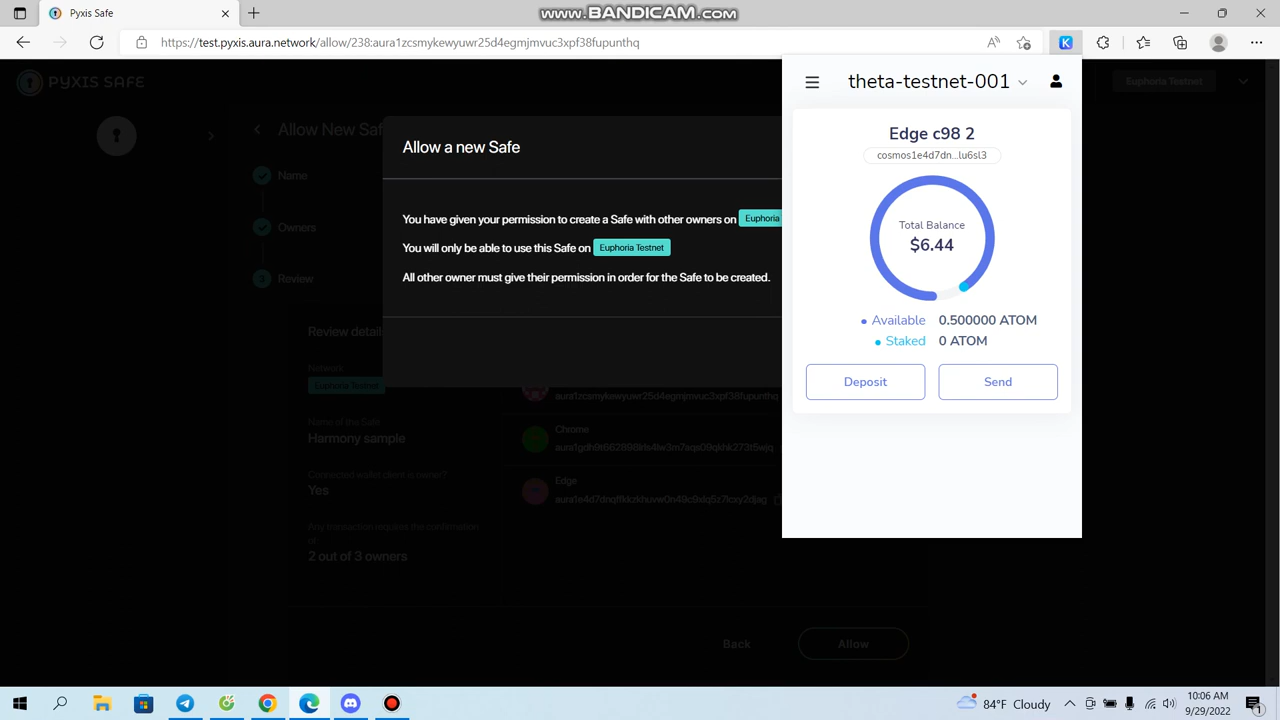 Pyxis Safe
www.BANDICAM.com
https://test.pyxis.aura.network/allow/238aura1zcsmykewyuwr25d4egmjmvuc3xpf38fupunthq
PYXIS SAFE
Euphoria Testnet
theta-testnet-001
Allow New Saf
Name
Owners
Review
Allow a new Safe
You have given your permission to create a Safe with other owners on Euphoria
You will only be able to use this Safe on Euphoria Testnet
All other owner must give their permission in order for the Safe to be created.
Edge c98 2
cosmos1e4d7dn...lu6sl3
Total Balance
$6.44
Available 0.500000 ATOM
Staked 0 ATOM
Deposit
Send
Review detail
Network
Euphoria Testnet
Name of the Safe
Harmony sample
Connected wallet client is owner?
Yes
Any transaction requires the confirmation
of
2 out of 3 owners
aura1zcsmykewyuwr25d4egmjmvuc3xpf38fupunthq
Chrome
Edge
Back
Allow
84°F Cloudy
10:06 AM
9/29/2022
1